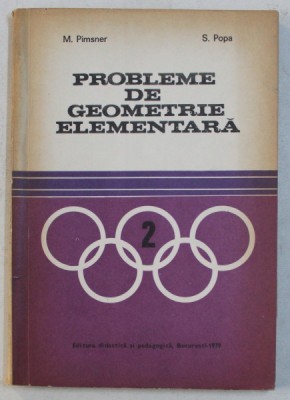 M. Pimsner S. Popa
PROBLEME
DE
GEOMETRIE
ELEMENTARĂ
2
Editura didactică și pedagogică, București-